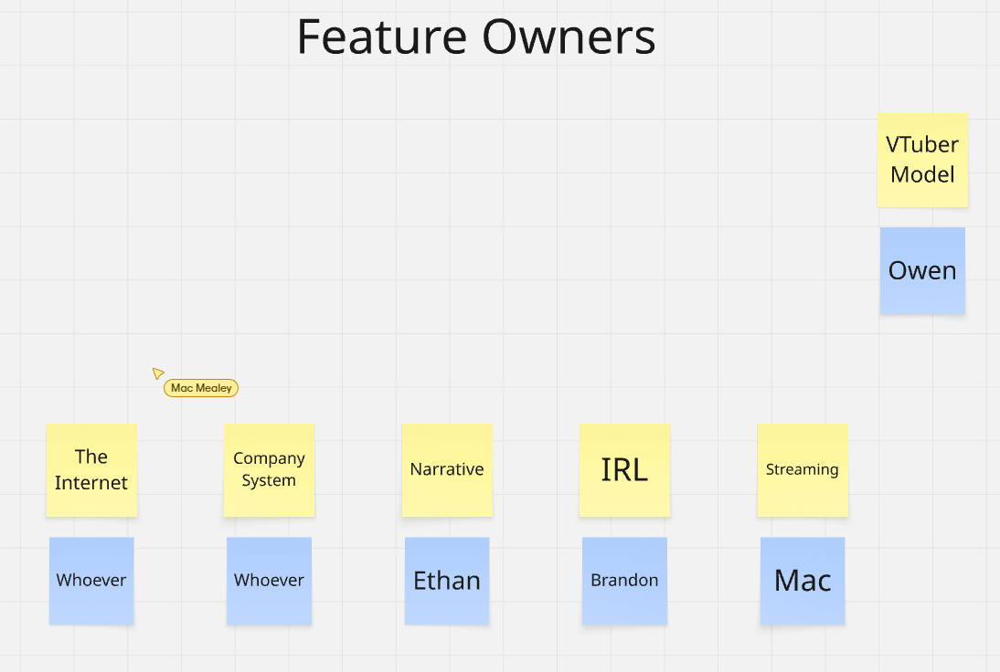 Feature Owners
VTuber
Model
Owen
Mac Mealey
The
Internet
Company
System
Narrative
IRL
Streaming
Whoever
Whoever
Ethan
Brandon
Mac